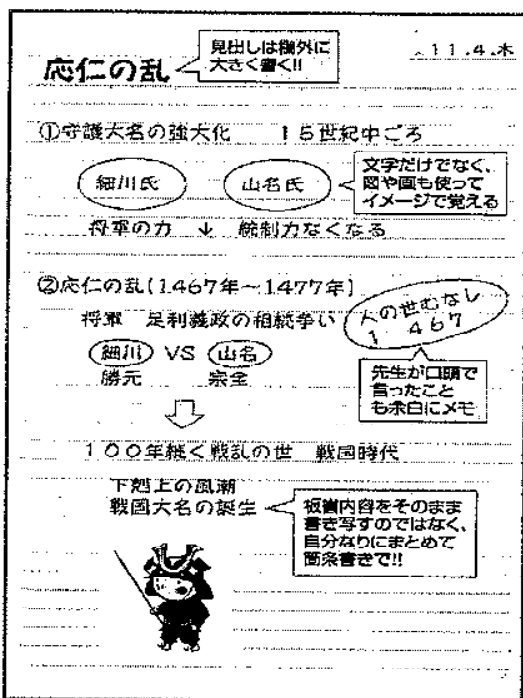 11.4.木
応仁の乱
見出しは欄外に
大きく書く!!
①守護大名の強大化 15世紀中ごろ
細川氏 山名氏
文字だけでなく、
図や画も使って
イメージで覚える
将軍の力 ↓ 統制力なくなる
②応仁の乱(1467年~1477年)
将軍 足利義政の相続争い
人の世むなし
1 467
細川 VS 山名
勝元 宗全
先生が口頭で
言ったこと
も余白にメモ
100年続く戦乱の世 戦国時代
下剋上の風潮
戦国大名の誕生
板書内容をそのまま
書き写すのではなく、
自分なりにまとめて
箇条書きで!!